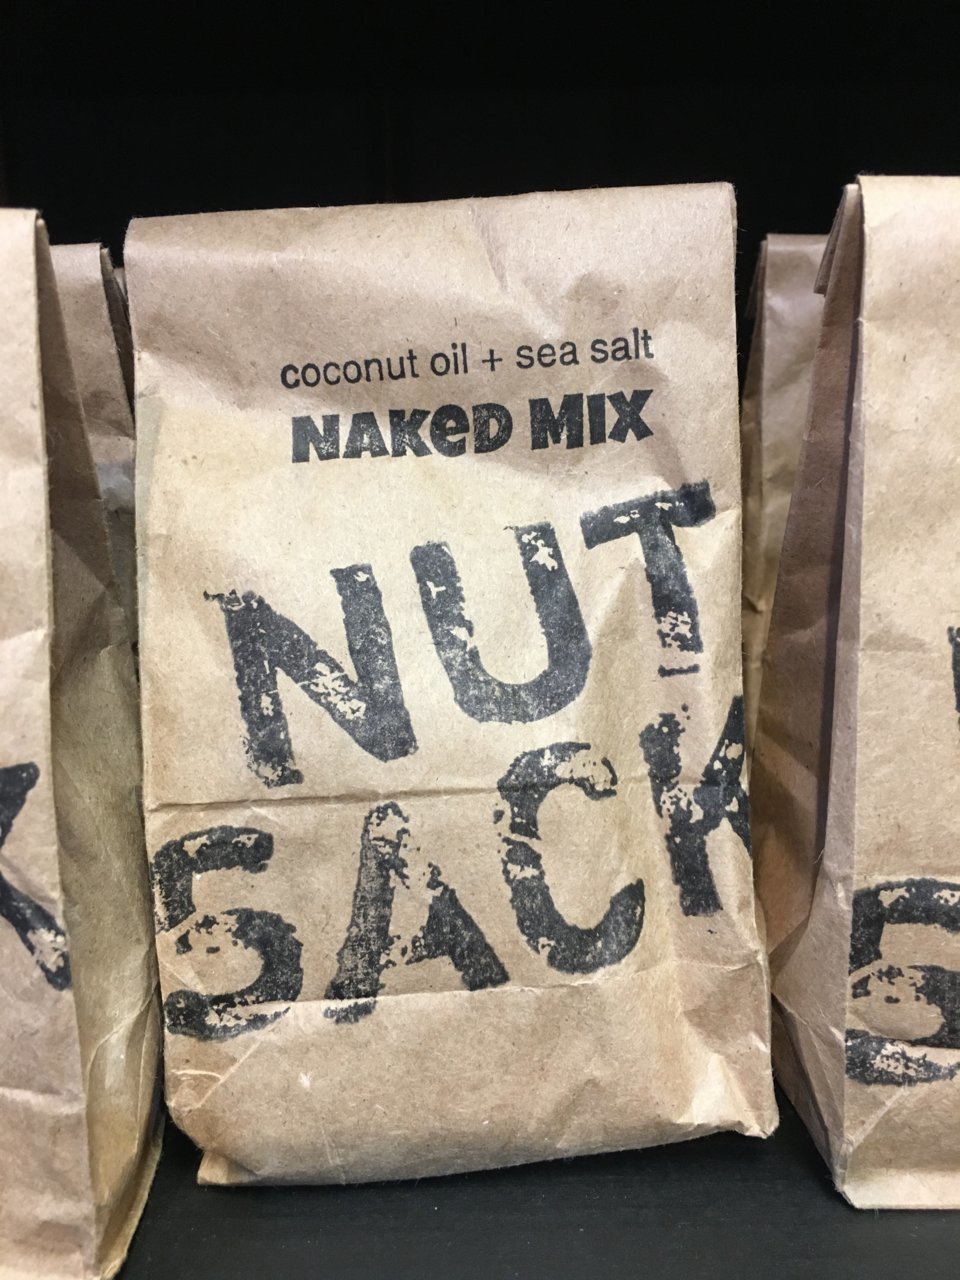 coconut oil + sea salt
NAKeD MIX
NUT
SACK